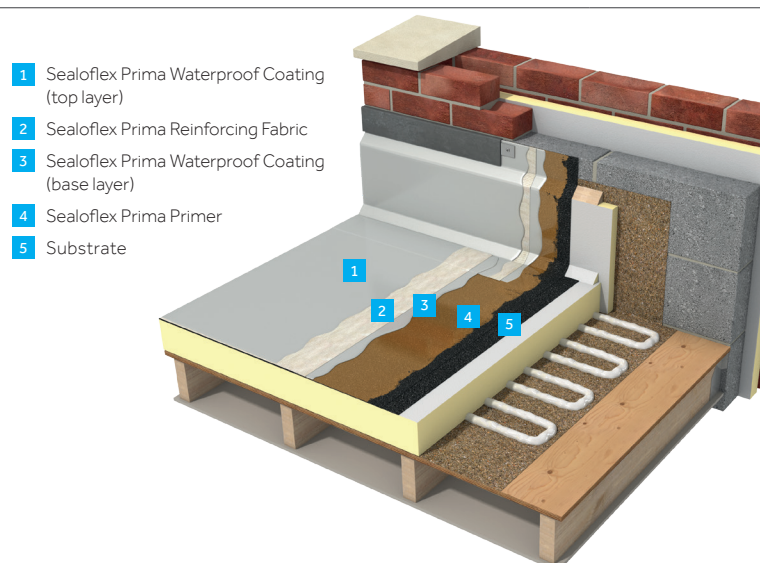 1 Sealoflex Prima Waterproof Coating
(top layer)
2 Sealoflex Prima Reinforcing Fabric
3 Sealoflex Prima Waterproof Coating
(base layer)
4 Sealoflex Prima Primer
5 Substrate
1
2
3
4
5